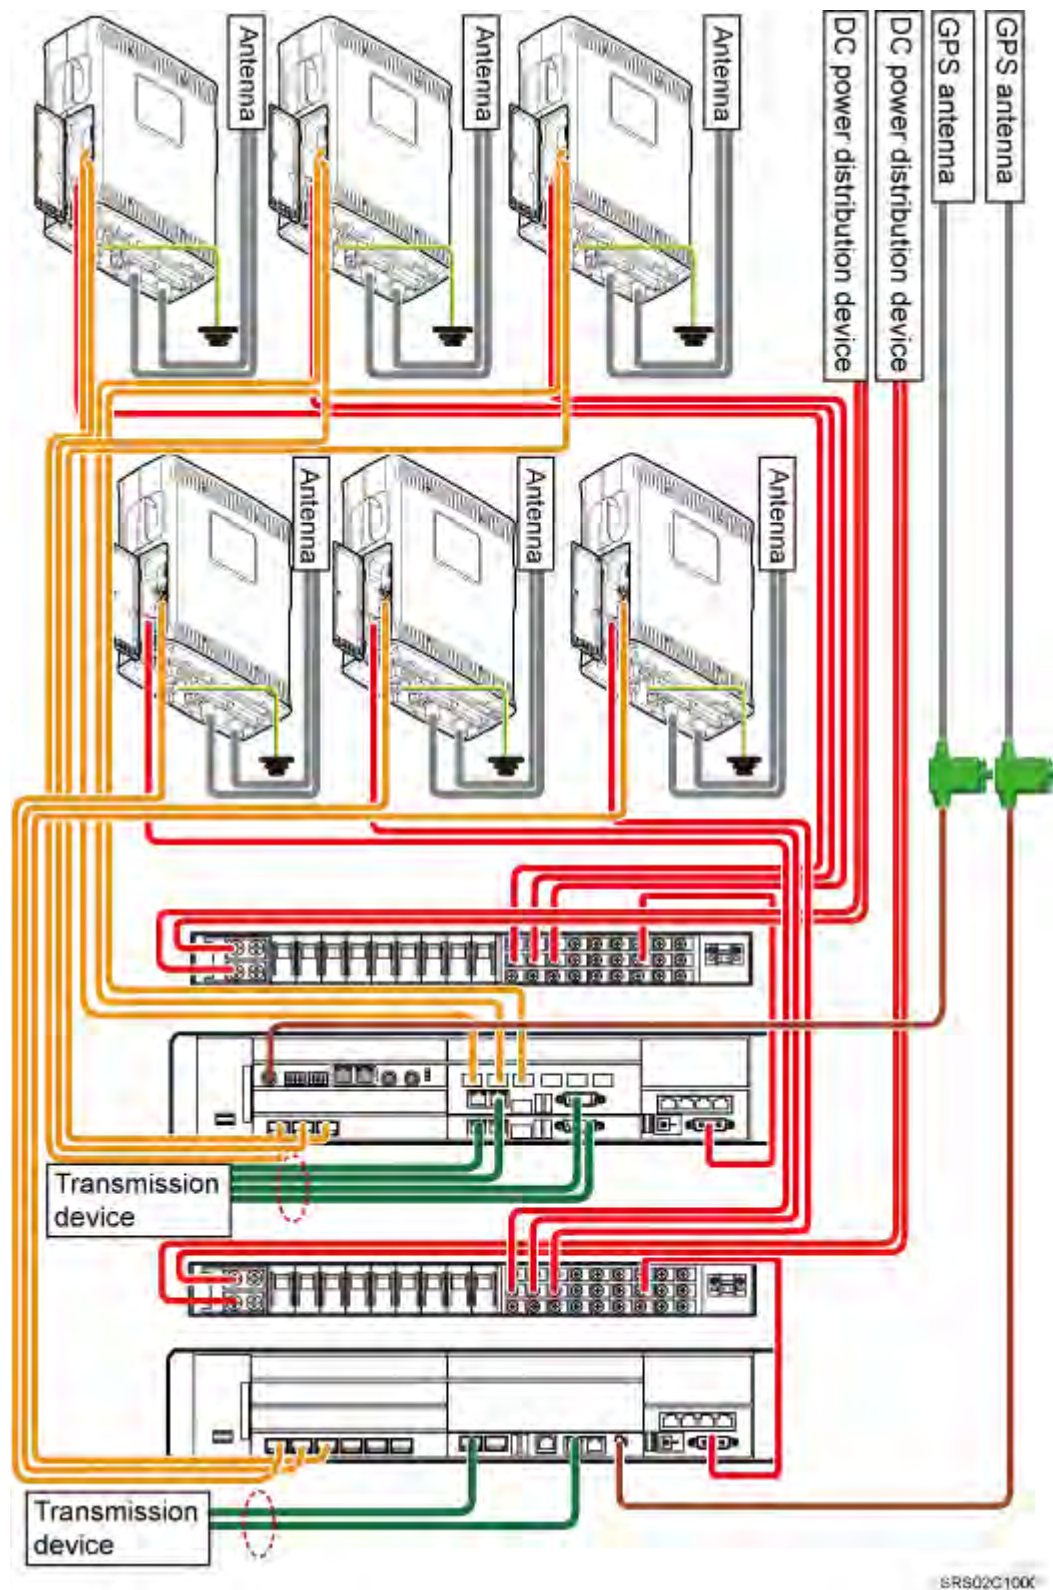 Antenna
Antenna
Antenna
DC power distribution device
DC power distribution device
GPS antenna
GPS antenna
Antenna
Antenna
Antenna
Transmission
device
Transmission
device